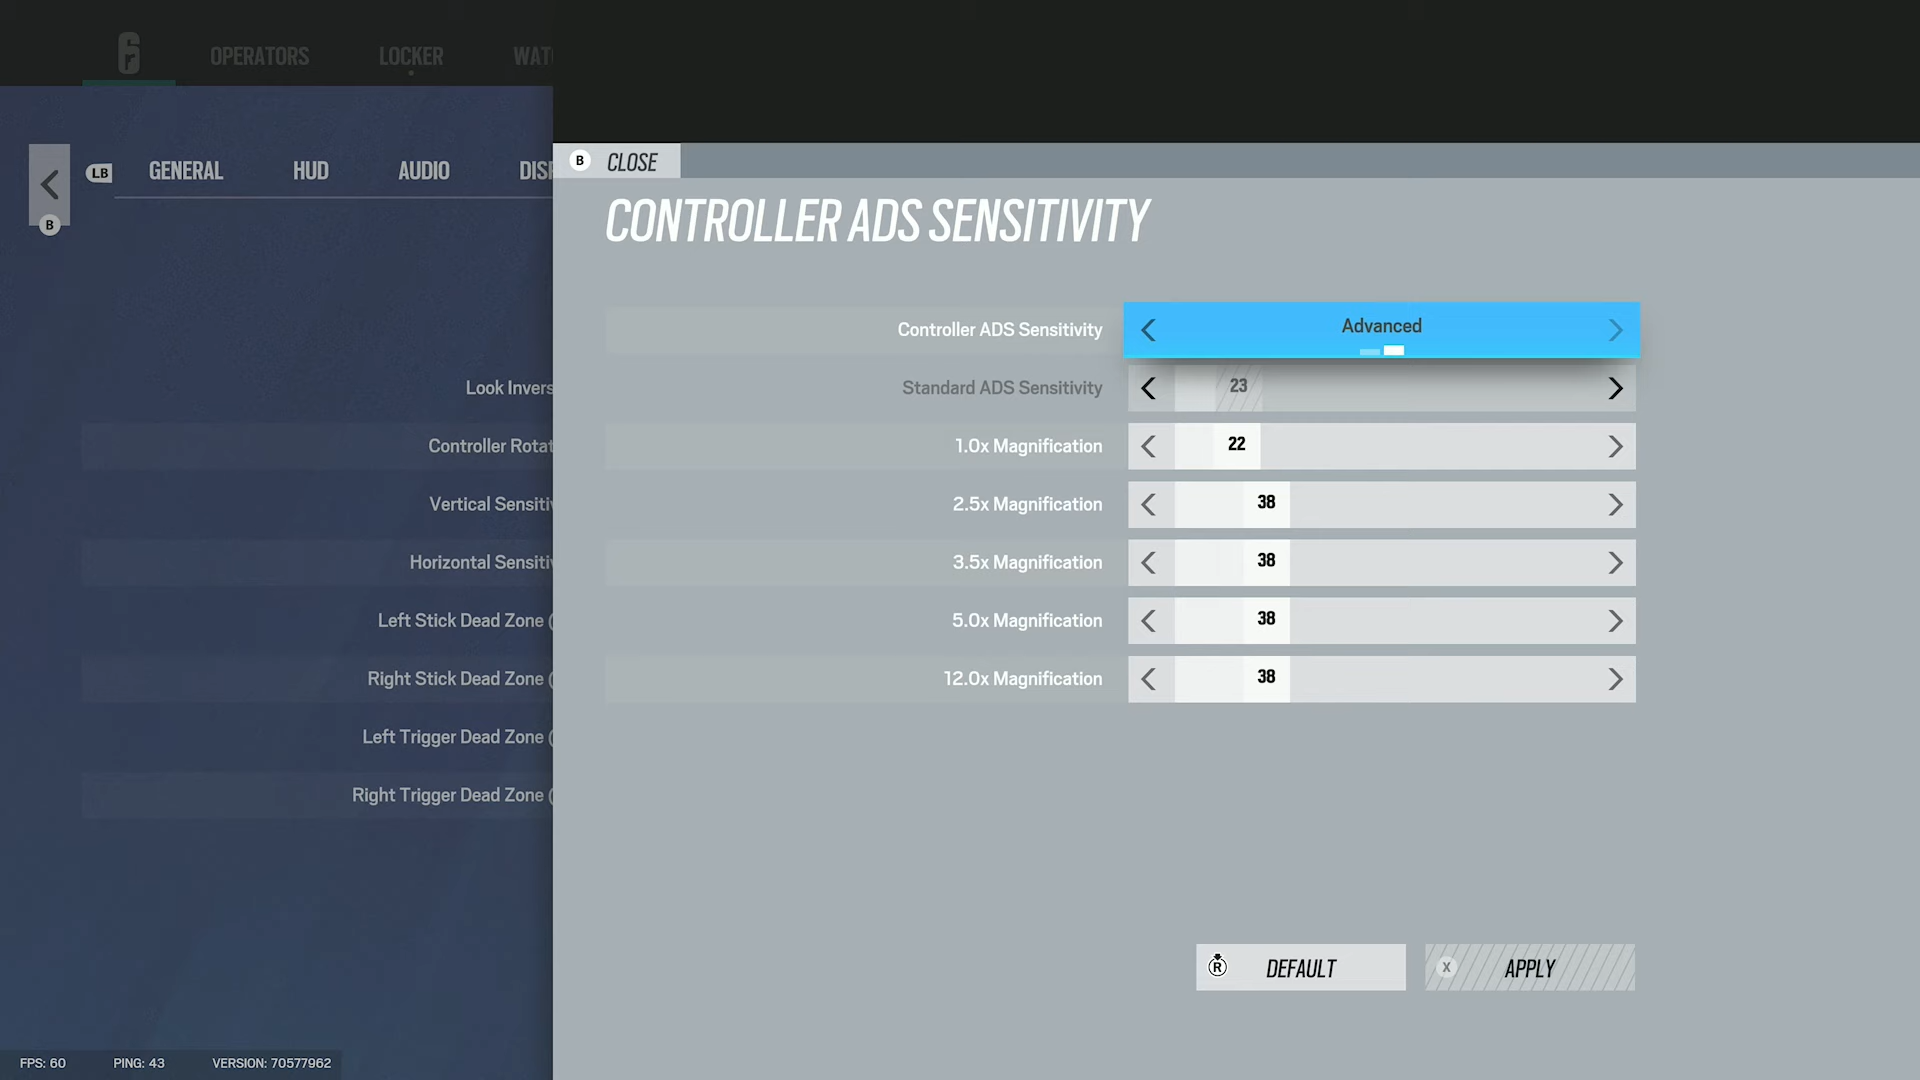 OPERATORS
LOCKER
WAT
B CLOSE
LB
GENERAL
HUD
AUDIO
DISP
B
CONTROLLER ADS SENSITIVITY
Controller ADS Sensitivity
Advanced
Standard ADS Sensitivity
23
1.0x Magnification
22
2.5x Magnification
38
3.5x Magnification
38
5.0x Magnification
38
12.0x Magnification
38
Look Invers
Controller Rotat
Vertical Sensitiv
Horizontal Sensitiv
Left Stick Dead Zone (
Right Stick Dead Zone (
Left Trigger Dead Zone (
Right Trigger Dead Zone (
R DEFAULT
X APPLY
FPS: 60
PING: 43
VERSION: 70577962